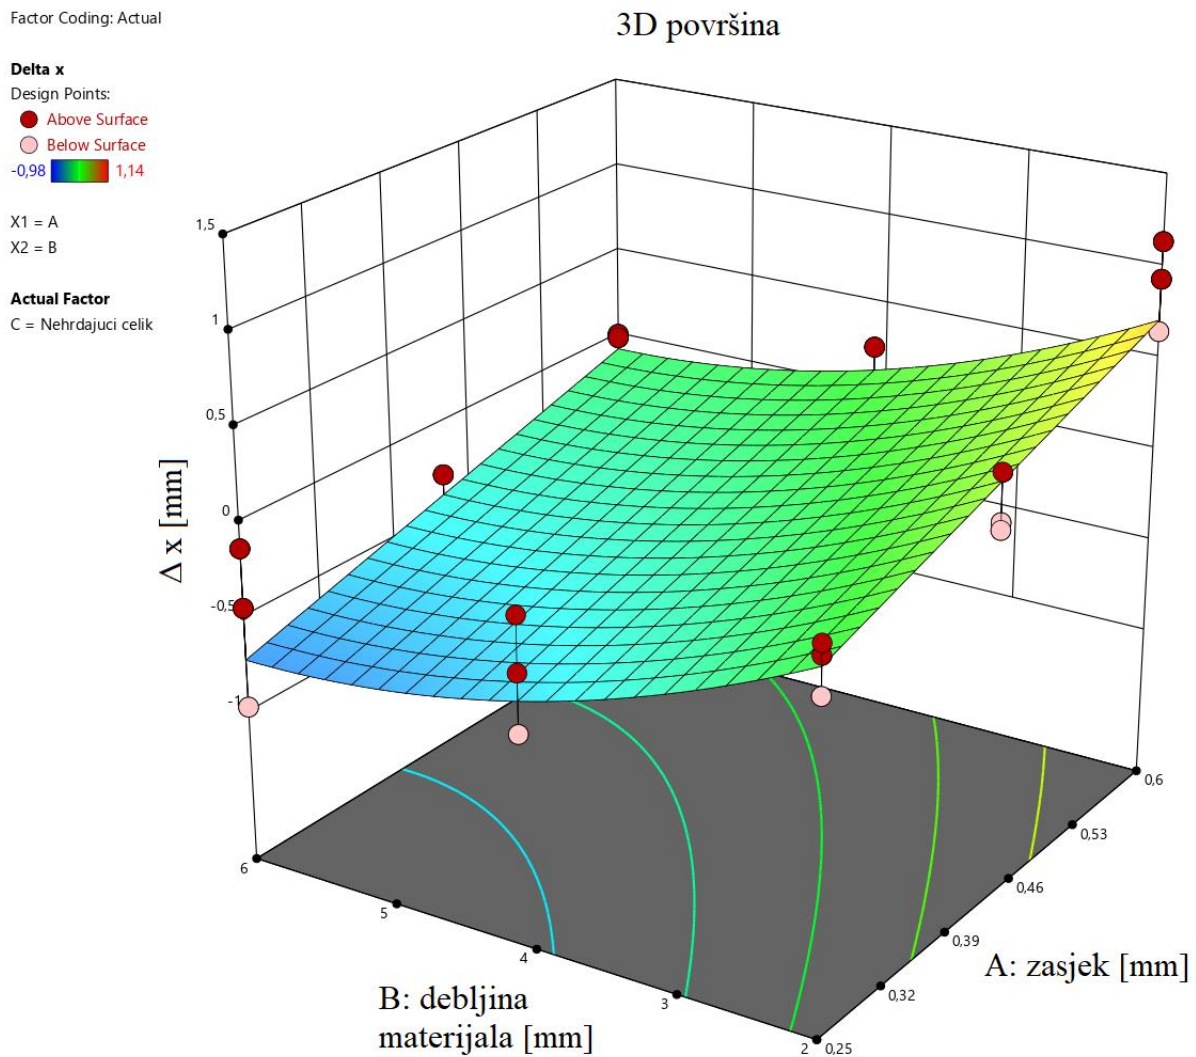 Factor Coding: Actual
3D površina
Delta x
Design Points:
Above Surface
Below Surface
-0,98 1,14
X1 = A
X2 = B
Actual Factor
C = Nehrdajuci celik
1,5
1
0,5
0
-0,5
-1
Δ x [mm]
6
5
4
3
2
0,25
0,32
0,39
0,46
0,53
0,6
B: debljina
materijala [mm]
A: zasjek [mm]